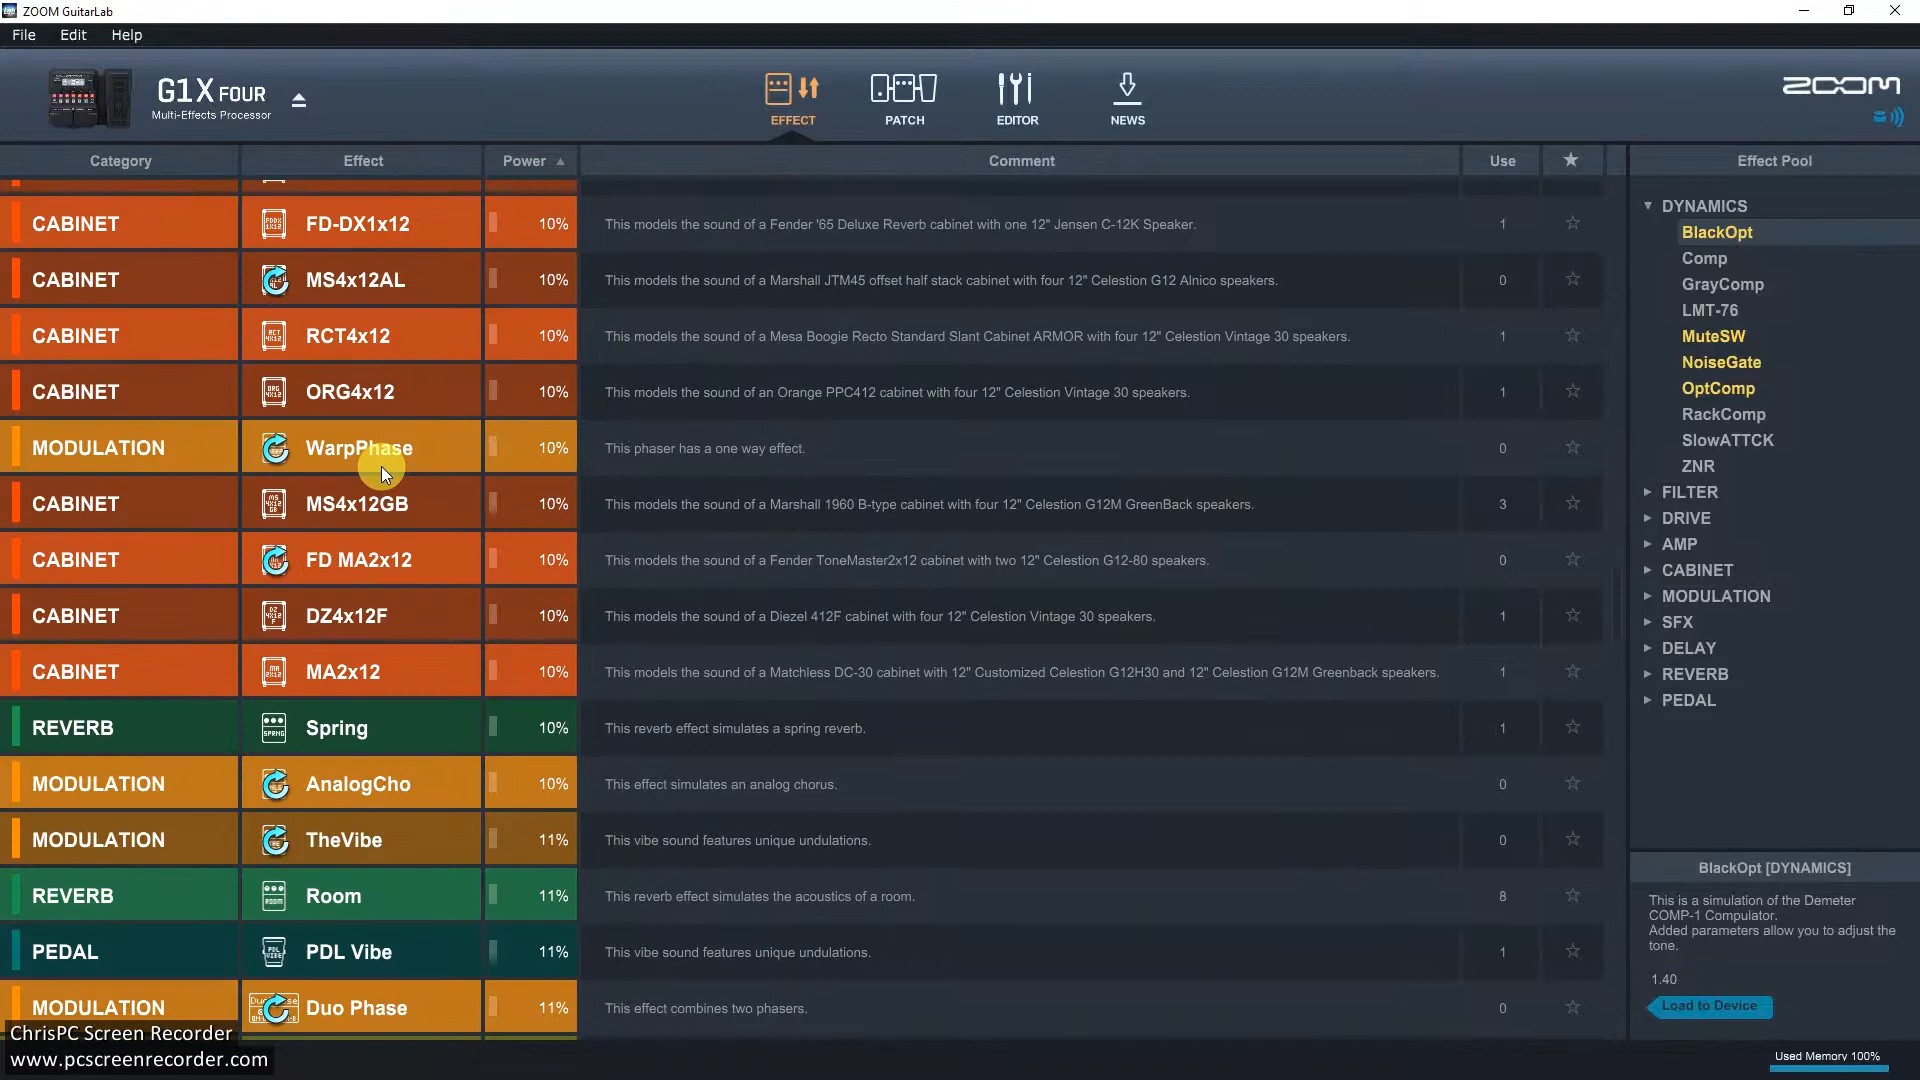 ZOOM GuitarLab
File Edit Help
G1X FOUR
Multi-Effects Processor
EFFECT PATCH EDITOR NEWS
ZOOM
Category Effect Power Comment Use ★ Effect Pool
CABINET FD-DX1x12 10% This models the sound of a Fender '65 Deluxe Reverb cabinet with one 12" Jensen C-12K Speaker. 1
CABINET MS4x12AL 10% This models the sound of a Marshall JTM45 offset half stack cabinet with four 12" Celestion G12 Alnico speakers. 0
CABINET RCT4x12 10% This models the sound of a Mesa Boogie Recto Standard Slant Cabinet ARMOR with four 12" Celestion Vintage 30 speakers. 1
CABINET ORG4x12 10% This models the sound of an Orange PPC412 cabinet with four 12" Celestion Vintage 30 speakers. 1
MODULATION WarpPhase 10% This phaser has a one way effect. 0
CABINET MS4x12GB 10% This models the sound of a Marshall 1960 B-type cabinet with four 12" Celestion G12M GreenBack speakers. 3
CABINET FD MA2x12 10% This models the sound of a Fender ToneMaster2x12 cabinet with two 12" Celestion G12-80 speakers. 0
CABINET DZ4x12F 10% This models the sound of a Diezel 412F cabinet with four 12" Celestion Vintage 30 speakers. 1
CABINET MA2x12 10% This models the sound of a Matchless DC-30 cabinet with 12" Customized Celestion G12H30 and 12" Celestion G12M Greenback speakers. 1
REVERB Spring 10% This reverb effect simulates a spring reverb. 1
MODULATION AnalogCho 10% This effect simulates an analog chorus. 0
MODULATION TheVibe 11% This vibe sound features unique undulations. 0
REVERB Room 11% This reverb effect simulates the acoustics of a room. 8
PEDAL PDL Vibe 11% This vibe sound features unique undulations. 1
MODULATION Duo Phase 11% This effect combines two phasers. 0
DYNAMICS
BlackOpt
Comp
GrayComp
LMT-76
MuteSW
NoiseGate
OptComp
RackComp
SlowATTCK
ZNR
FILTER
DRIVE
AMP
CABINET
MODULATION
SFX
DELAY
REVERB
PEDAL
BlackOpt [DYNAMICS]
This is a simulation of the Demeter
COMP-1 Compulator.
Added parameters allow you to adjust the
tone.
1.40
Load to Device
Used Memory 100%
ChrisPC Screen Recorder
www.pcscreenrecorder.com